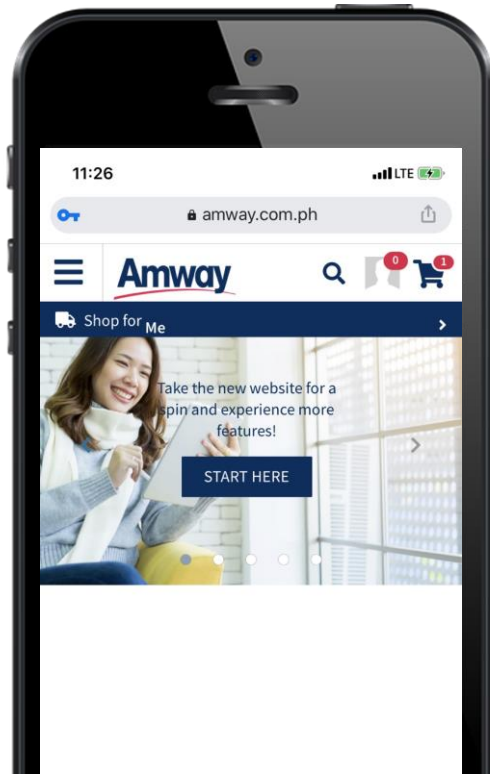 11:26
LTE
amway.com.ph
Amway
0
1
Shop for Me
Take the new website for a
spin and experience more
features!
START HERE